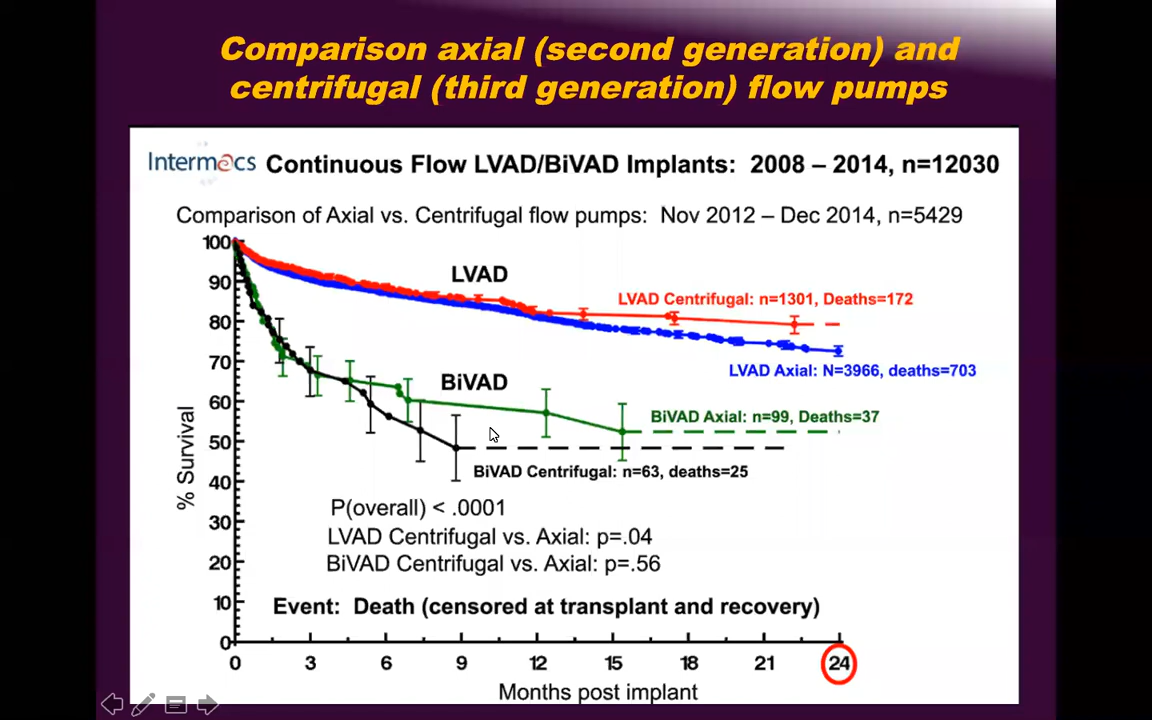 Comparison axial (second generation) and
centrifugal (third generation) flow pumps
Intermacs Continuous Flow LVAD/BiVAD Implants: 2008 – 2014, n=12030
Comparison of Axial vs. Centrifugal flow pumps: Nov 2012 – Dec 2014, n=5429
100
90
80
70
60
50
40
30
20
10
0
% Survival
LVAD
LVAD Centrifugal: n=1301, Deaths=172
LVAD Axial: N=3966, deaths=703
BiVAD
BiVAD Axial: n=99, Deaths=37
BiVAD Centrifugal: n=63, deaths=25
P(overall) < .0001
LVAD Centrifugal vs. Axial: p=.04
BiVAD Centrifugal vs. Axial: p=.56
Event: Death (censored at transplant and recovery)
0 3 6 9 12 15 18 21 24
Months post implant